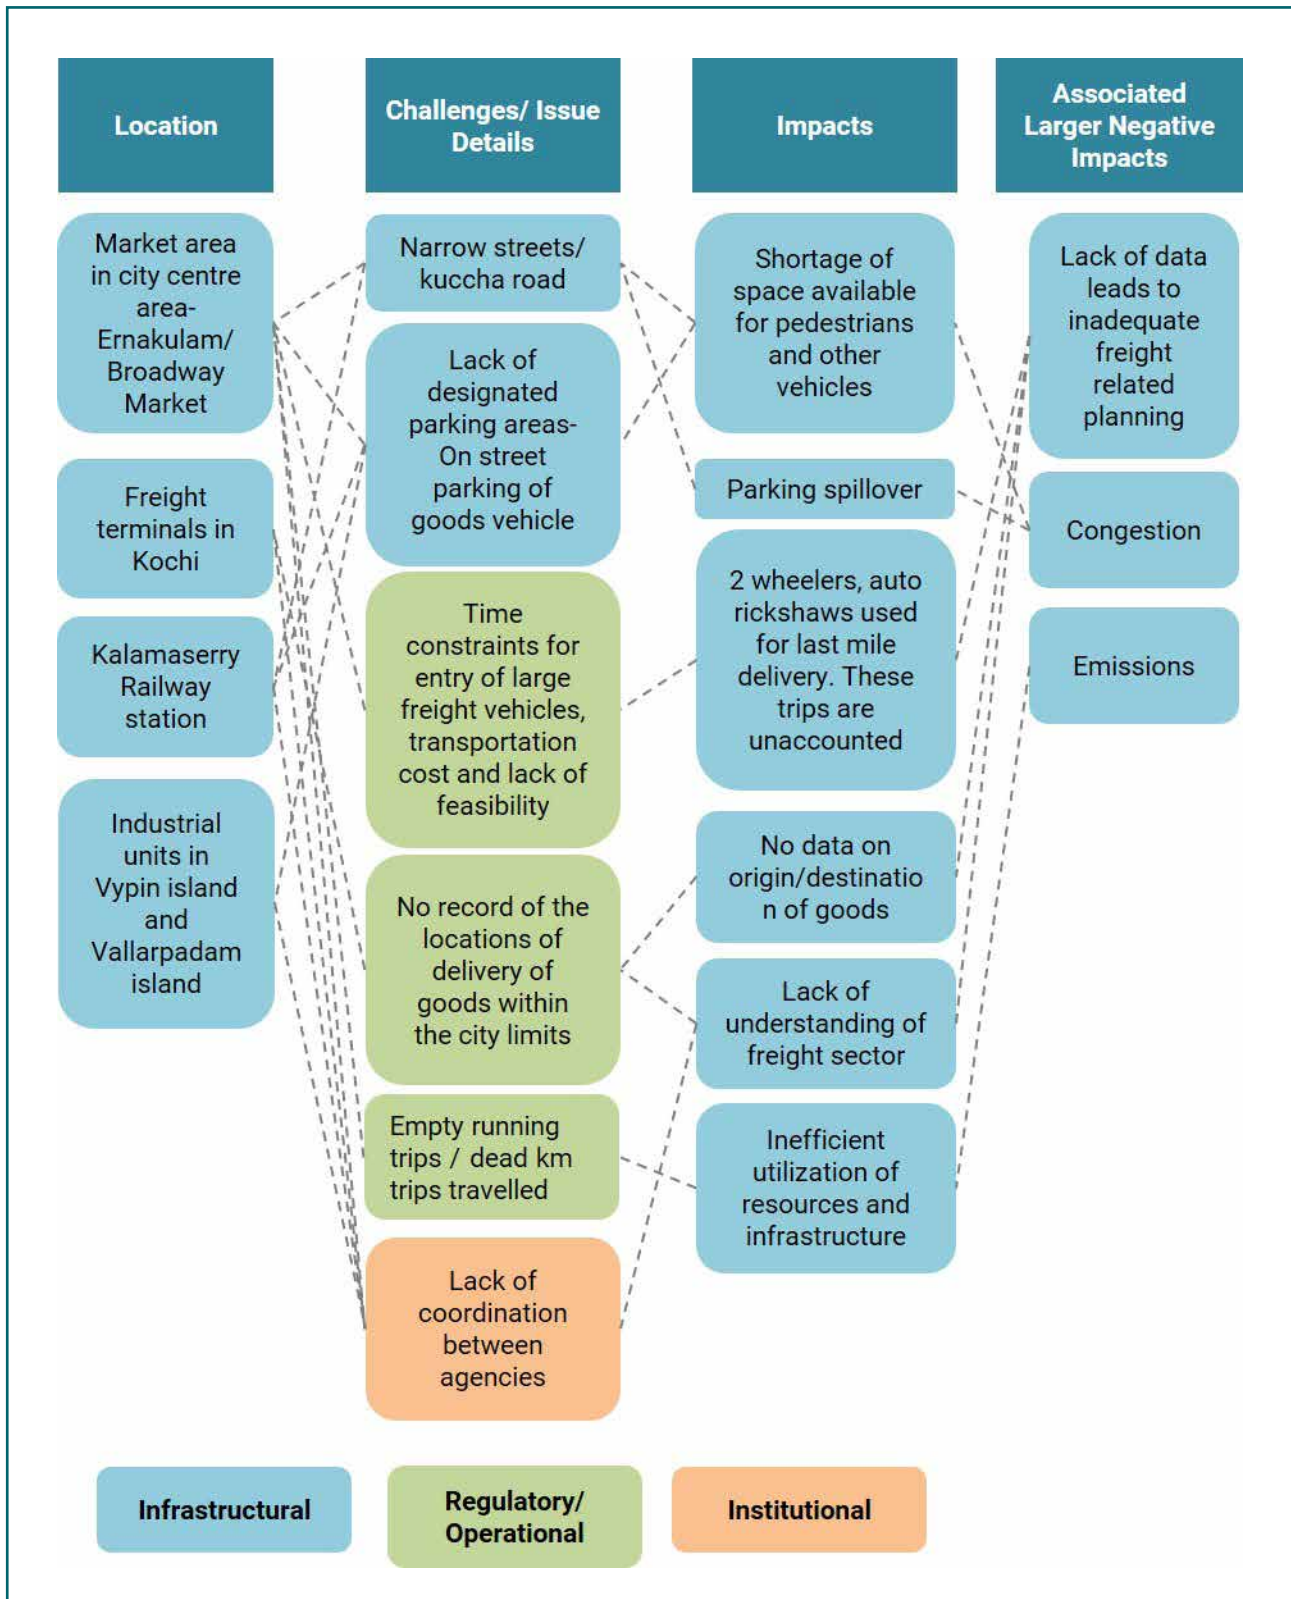 Location
Challenges/ Issue
Details
Impacts
Associated
Larger Negative
Impacts
Market area
in city centre
area-
Ernakulam/
Broadway
Market
Freight
terminals in
Kochi
Kalamaserry
Railway
station
Industrial
units in
Vypin island
and
Vallarpadam
island
Narrow streets/
kuccha road
Lack of
designated
parking areas-
On street
parking of
goods vehicle
Time
constraints for
entry of large
freight vehicles,
transportation
cost and lack of
feasibility
No record of the
locations of
delivery of
goods within
the city limits
Empty running
trips / dead km
trips travelled
Lack of
coordination
between
agencies
Shortage of
space available
for pedestrians
and other
vehicles
Parking spillover
2 wheelers, auto
rickshaws used
for last mile
delivery. These
trips are
unaccounted
No data on
origin/destinatio
n of goods
Lack of
understanding of
freight sector
Inefficient
utilization of
resources and
infrastructure
Lack of data
leads to
inadequate
freight
related
planning
Congestion
Emissions
Infrastructural
Regulatory/
Operational
Institutional